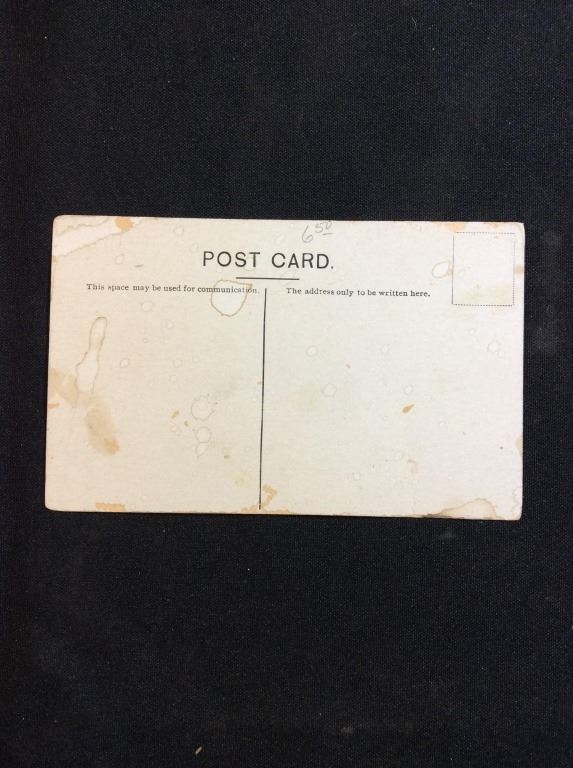 6 50
POST CARD.
This space may be used for communication.
The address only to be written here.